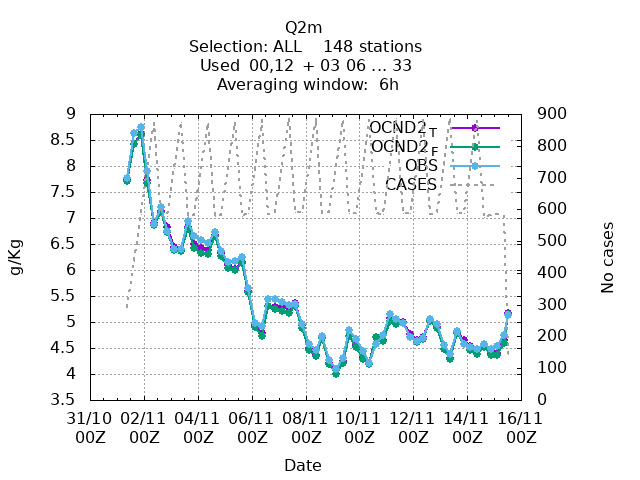 Q2m
Selection: ALL    148 stations
Used  00,12  + 03 06 ... 33
Averaging window:  6h
9
8.5
8
7.5
7
6.5
6
5.5
5
4.5
4
3.5
g/Kg
900
800
700
600
500
400
300
200
100
0
No cases
OCND2_T
OCND2_F
OBS
CASES
31/10 02/11 04/11 06/11 08/11 10/11 12/11 14/11 16/11
00Z 00Z 00Z 00Z 00Z 00Z 00Z 00Z 00Z
Date